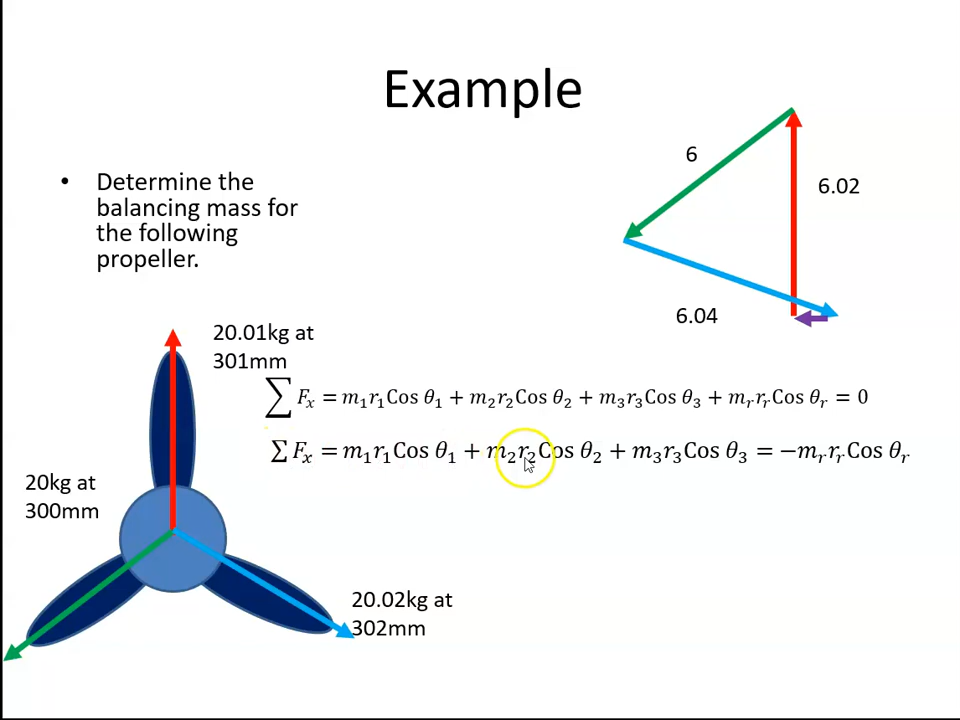 Example
• Determine the
balancing mass for
the following
propeller.
6
6.02
6.04
20.01kg at
301mm
∑ Fₓ = m₁r₁Cos θ₁ + m₂r₂Cos θ₂ + m₃r₃Cos θ₃ + mᵣrᵣCos θᵣ = 0
∑ Fₓ = m₁r₁Cos θ₁ + m₂r₂Cos θ₂ + m₃r₃Cos θ₃ = −mᵣrᵣCos θᵣ
20kg at
300mm
20.02kg at
302mm